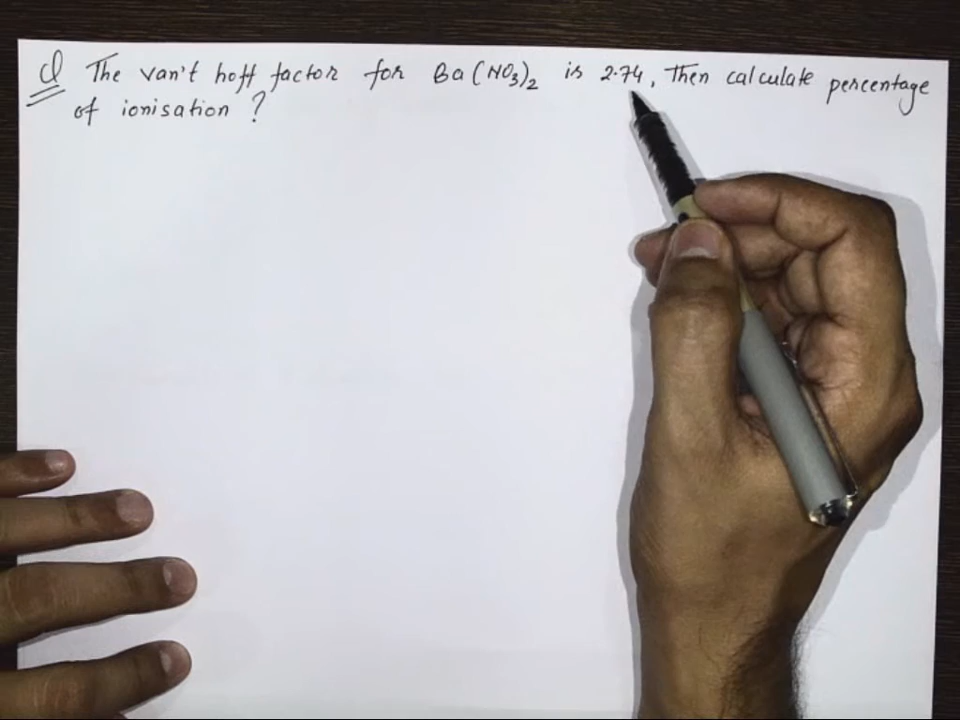 Q The van't hoff factor for Ba(NO₃)₂ is 2.74, Then calculate percentage
of ionisation ?